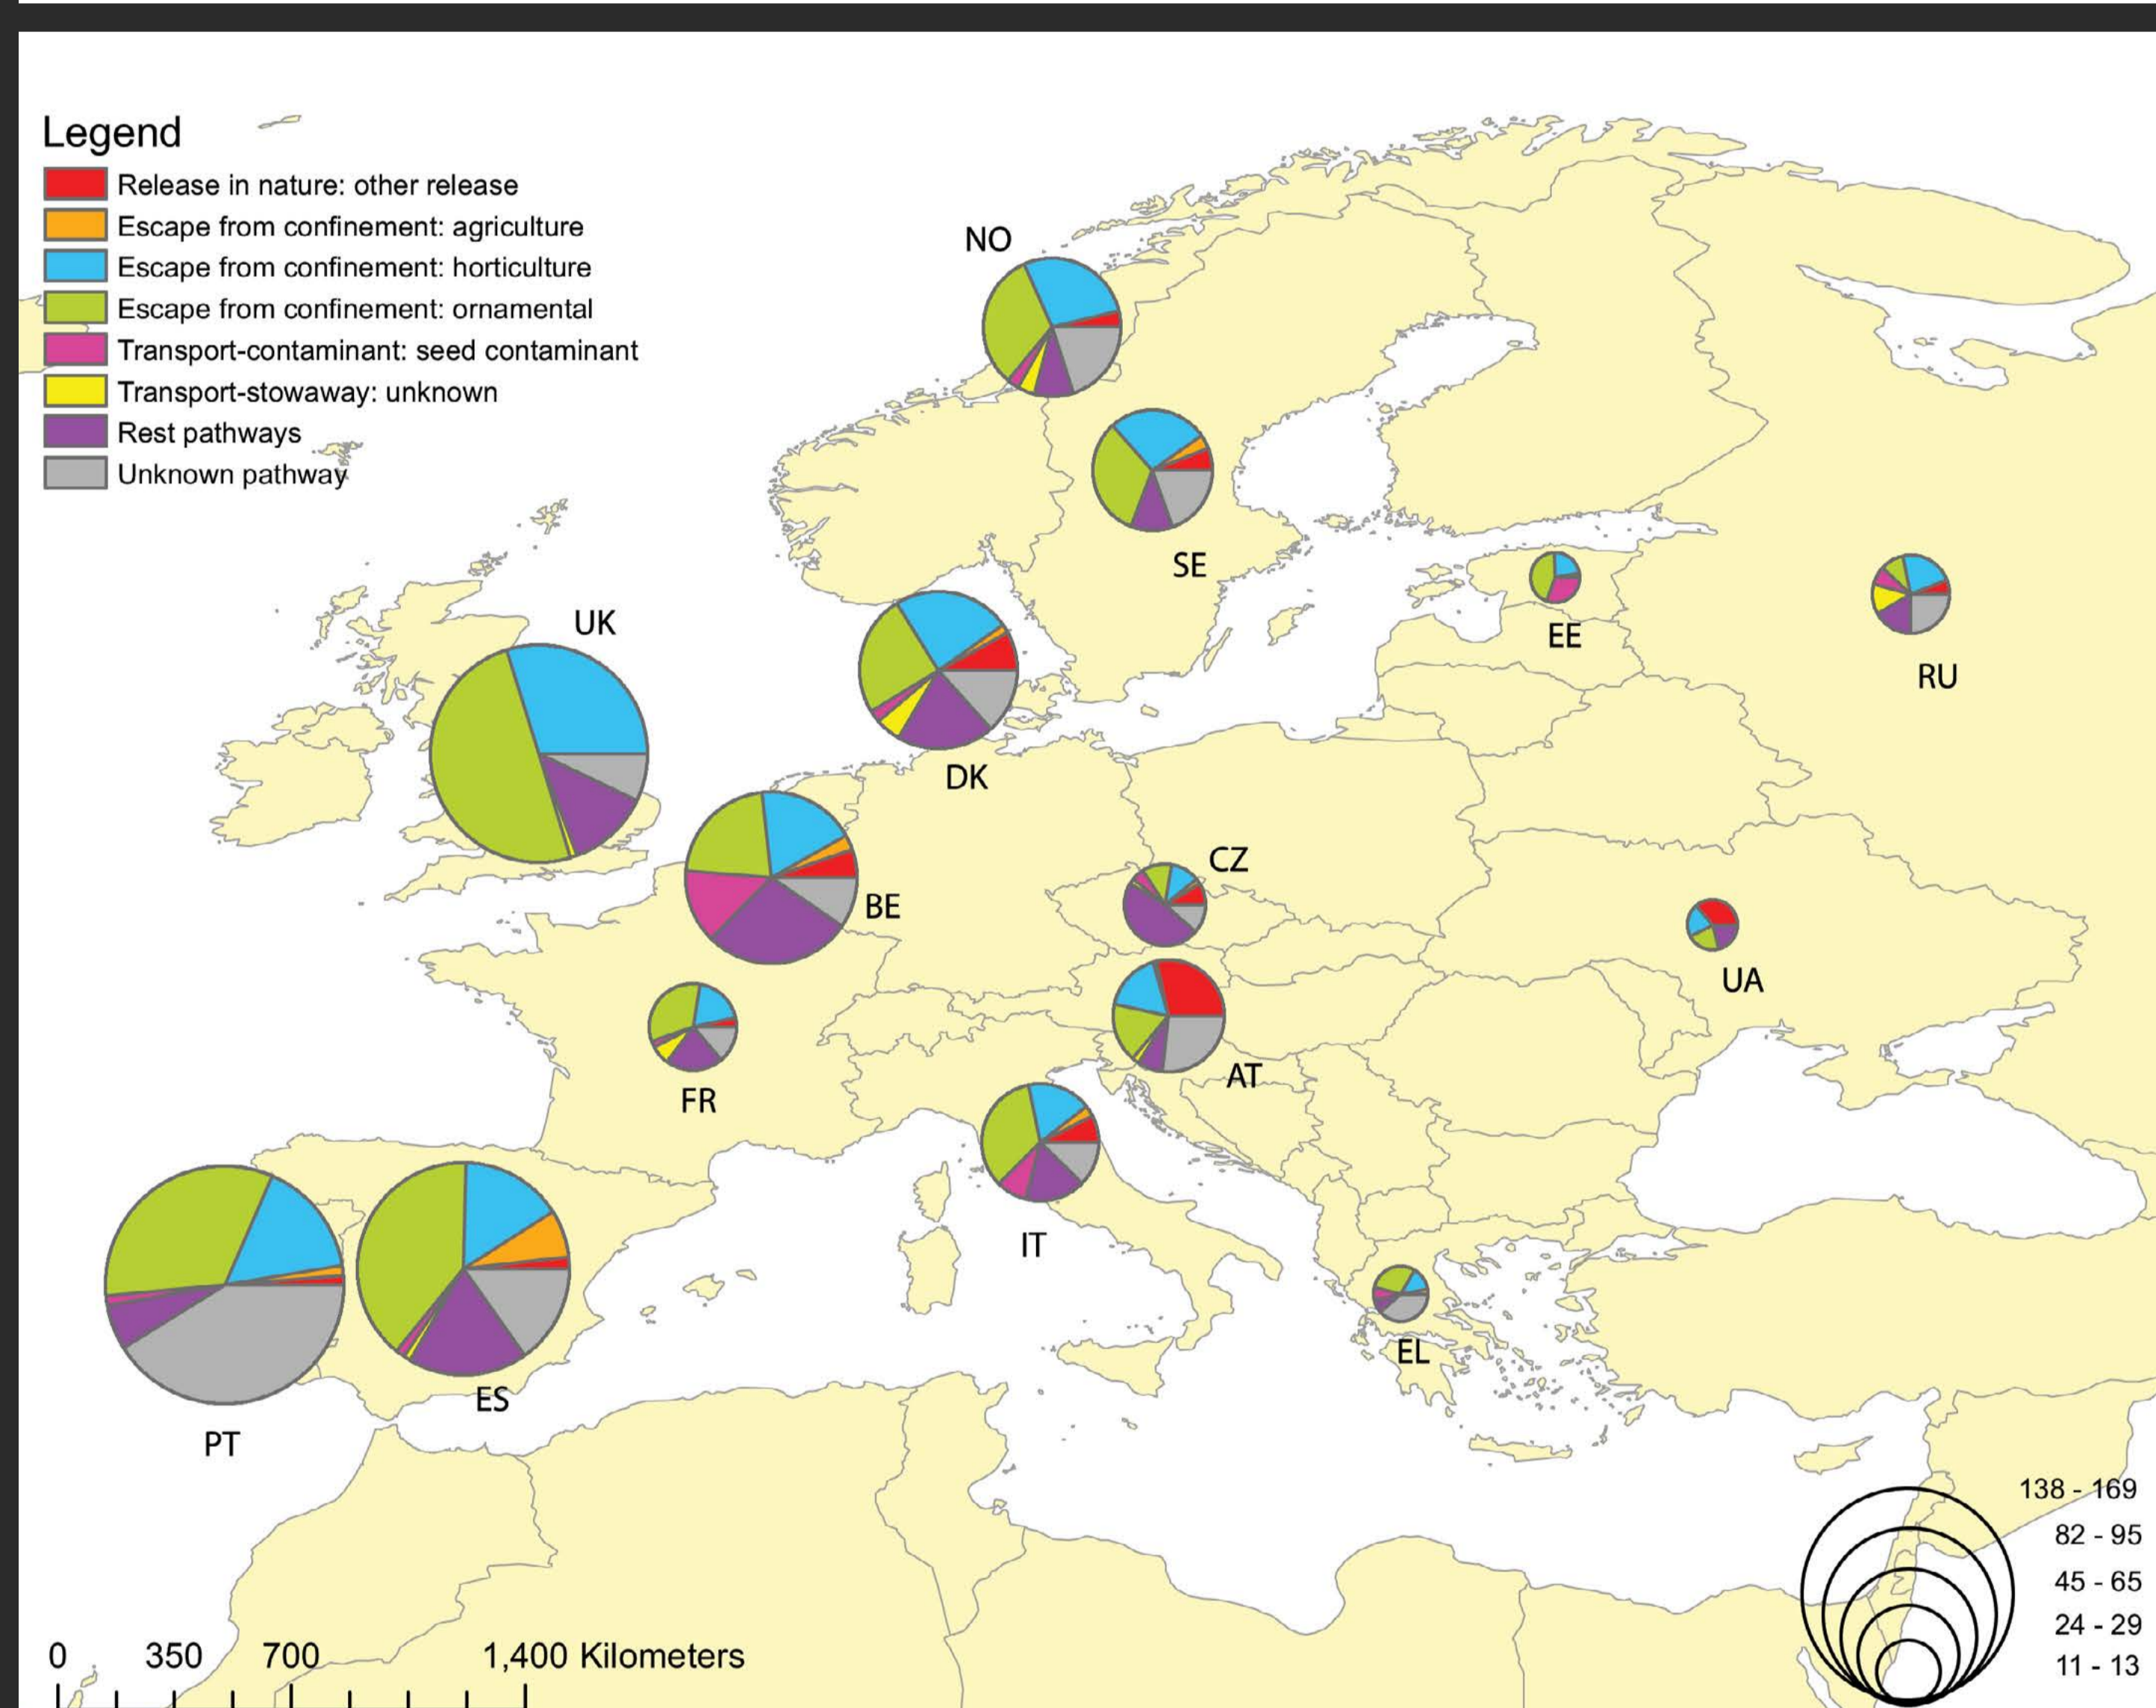 Legend
Release in nature: other release
Escape from confinement: agriculture
Escape from confinement: horticulture
Escape from confinement: ornamental
Transport-contaminant: seed contaminant
Transport-stowaway: unknown
Rest pathways
Unknown pathway
NO
SE
EE
RU
UK
DK
CZ
BE
UA
AT
FR
IT
EL
ES
PT
138 - 169
82 - 95
45 - 65
24 - 29
11 - 13
0 350 700 1,400 Kilometers